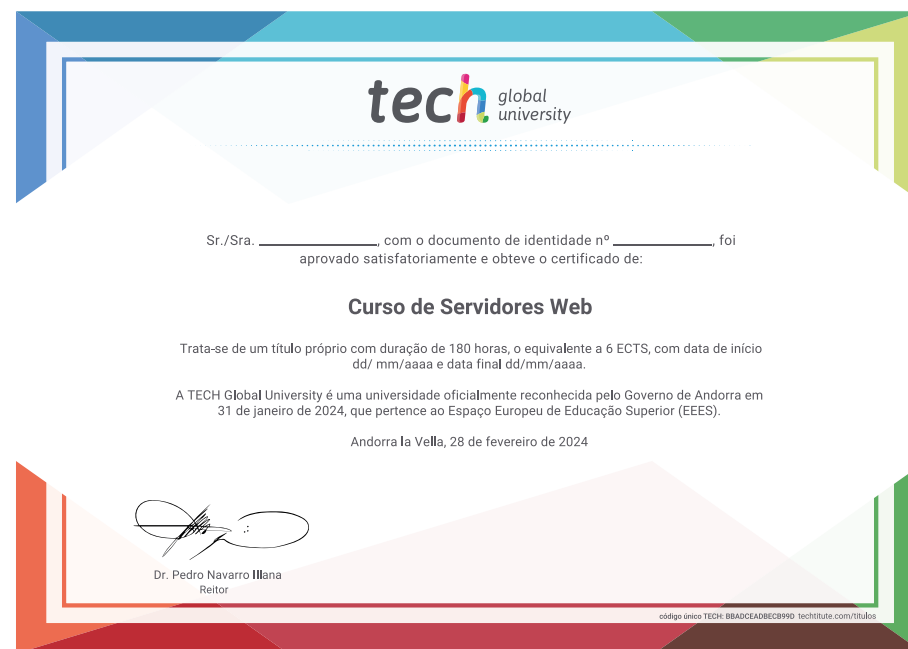 tech global university
Sr./Sra. ____________, com o documento de identidade nº ____________, foi
aprovado satisfatoriamente e obteve o certificado de:
Curso de Servidores Web
Trata-se de um título próprio com duração de 180 horas, o equivalente a 6 ECTS, com data de início
dd/ mm/aaaa e data final dd/mm/aaaa.
A TECH Global University é uma universidade oficialmente reconhecida pelo Governo de Andorra em
31 de janeiro de 2024, que pertence ao Espaço Europeu de Educação Superior (EEES).
Andorra la Vella, 28 de fevereiro de 2024
Dr. Pedro Navarro Illana
Reitor
código único TECH: BBADCEADBECB99D techtitute.com/titulos